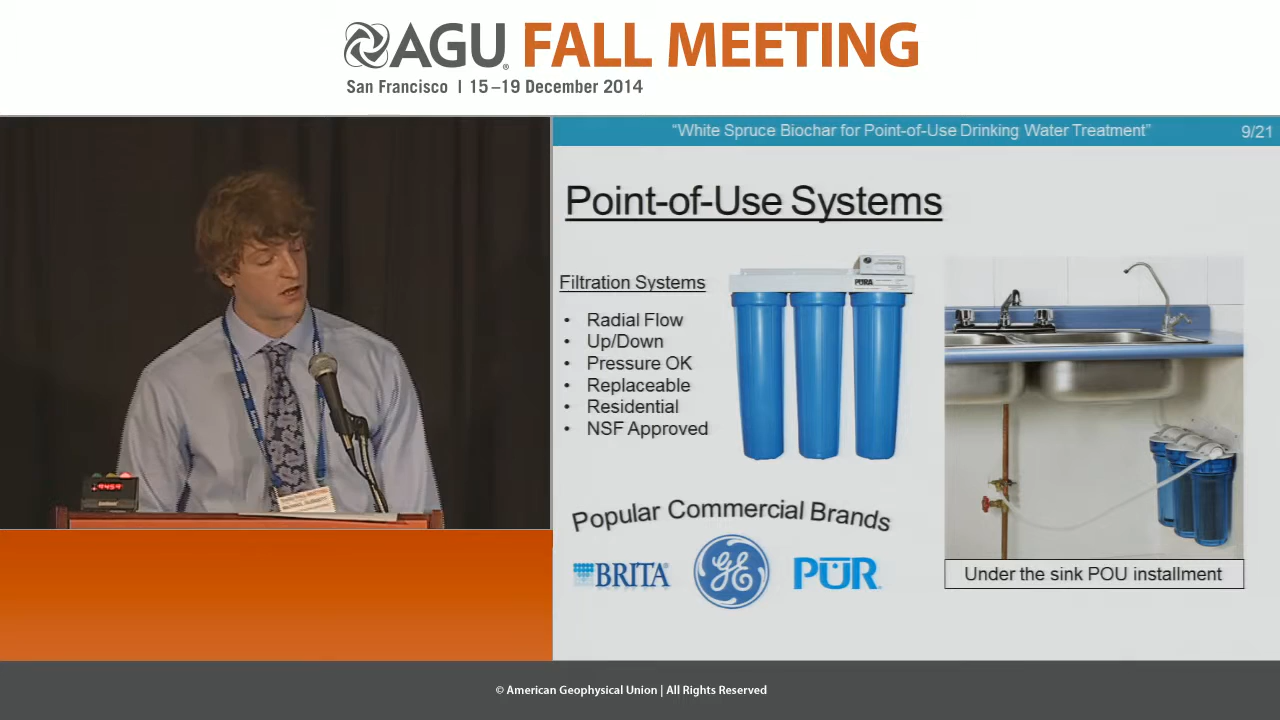 AGU FALL MEETING
San Francisco | 15–19 December 2014
“White Spruce Biochar for Point-of-Use Drinking Water Treatment”
9/21
Point-of-Use Systems
Filtration Systems
• Radial Flow
• Up/Down
• Pressure OK
• Replaceable
• Residential
• NSF Approved
PURA
Popular Commercial Brands
BRITA
GE
PUR
Under the sink POU installment
© American Geophysical Union | All Rights Reserved